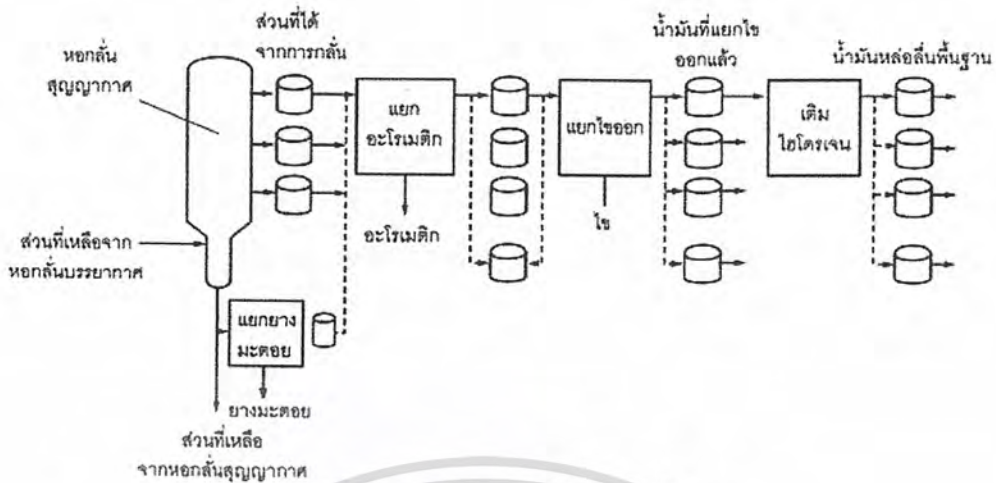 หอกลั่น
สุญญากาศ
ส่วนที่ได้
จากการกลั่น
แยก
อะโรเมติก
อะโรเมติก
แยกไขออก
ไข
น้ำมันที่แยกไข
ออกแล้ว
เติม
ไฮโดรเจน
น้ำมันหล่อลื่นพื้นฐาน
ส่วนที่เหลือจาก
หอกลั่นบรรยากาศ
แยกยาง
มะตอย
ยางมะตอย
ส่วนที่เหลือ
จากหอกลั่นสุญญากาศ